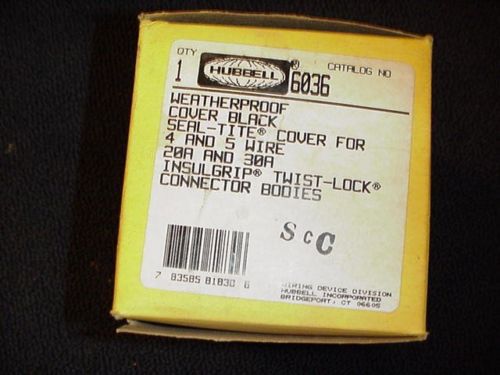 QTY
1
HUBBELL®
CATALOG NO
6036
WEATHERPROOF
COVER BLACK
SEAL-TITE® COVER FOR
4 AND 5 WIRE
20A AND 30A
INSULGRIP® TWIST-LOCK®
CONNECTOR BODIES
ScC
7 83585 81830 6
WIRING DEVICE DIVISION
HUBBELL INCORPORATED
BRIDGEPORT, CT 06605